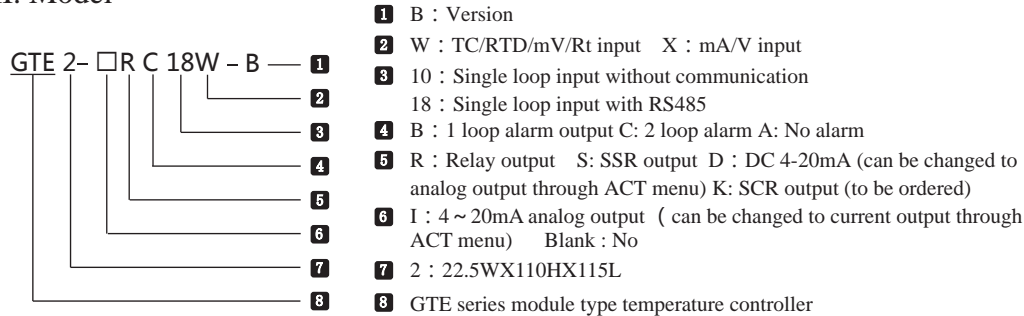 GTE 2– □R C 18W – B
1
2
3
4
5
6
7
8
1 B：Version
2 W：TC/RTD/mV/Rt input X：mA/V input
3 10：Single loop input without communication
18：Single loop input with RS485
4 B：1 loop alarm output C: 2 loop alarm A: No alarm
5 R：Relay output S: SSR output D：DC 4-20mA (can be changed to
analog output through ACT menu) K: SCR output (to be ordered)
6 I：4～20mA analog output （can be changed to current output through
ACT menu) Blank : No
7 2：22.5WX110HX115L
8 GTE series module type temperature controller